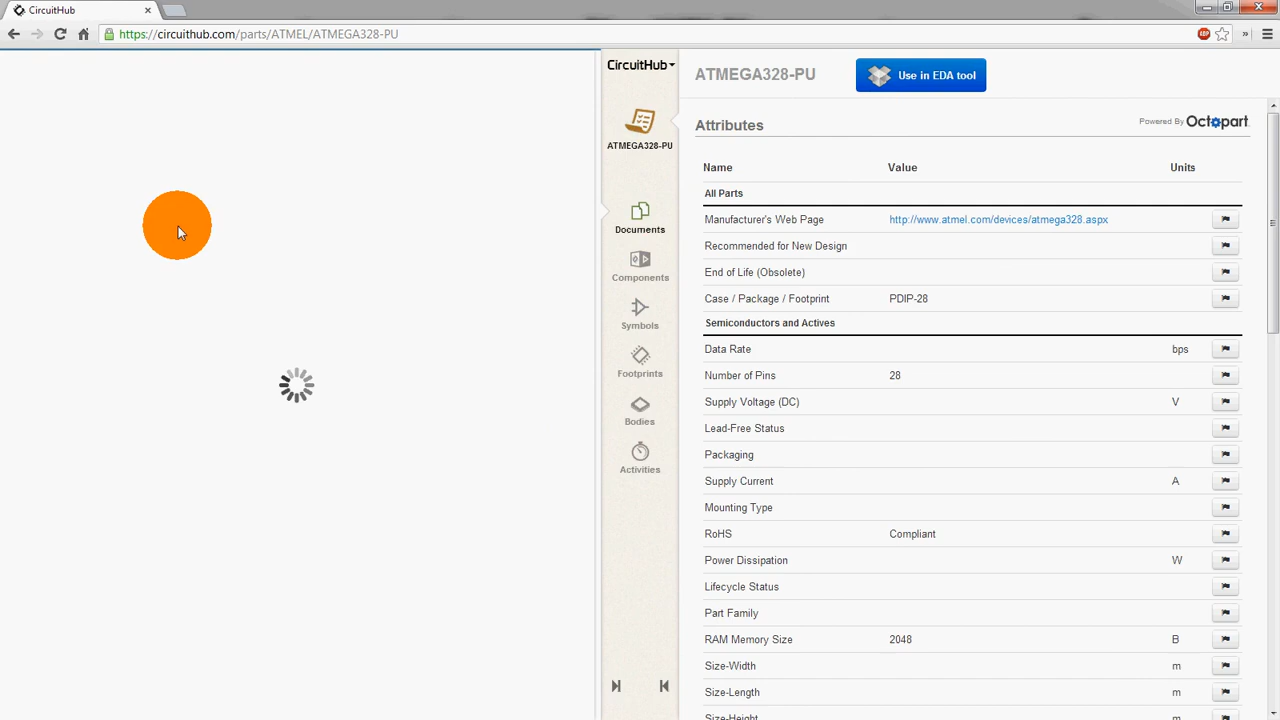 CircuitHub
https://circuithub.com/parts/ATMEL/ATMEGA328-PU
ABP
CircuitHub
ATMEGA328-PU
Documents
Components
Symbols
Footprints
Bodies
Activities
ATMEGA328-PU
Use in EDA tool
Attributes
Powered By Octopart
Name Value Units
All Parts
Manufacturer's Web Page http://www.atmel.com/devices/atmega328.aspx
Recommended for New Design
End of Life (Obsolete)
Case / Package / Footprint PDIP-28
Semiconductors and Actives
Data Rate bps
Number of Pins 28
Supply Voltage (DC) V
Lead-Free Status
Packaging
Supply Current A
Mounting Type
RoHS Compliant
Power Dissipation W
Lifecycle Status
Part Family
RAM Memory Size 2048 B
Size-Width m
Size-Length m
Size-Height m